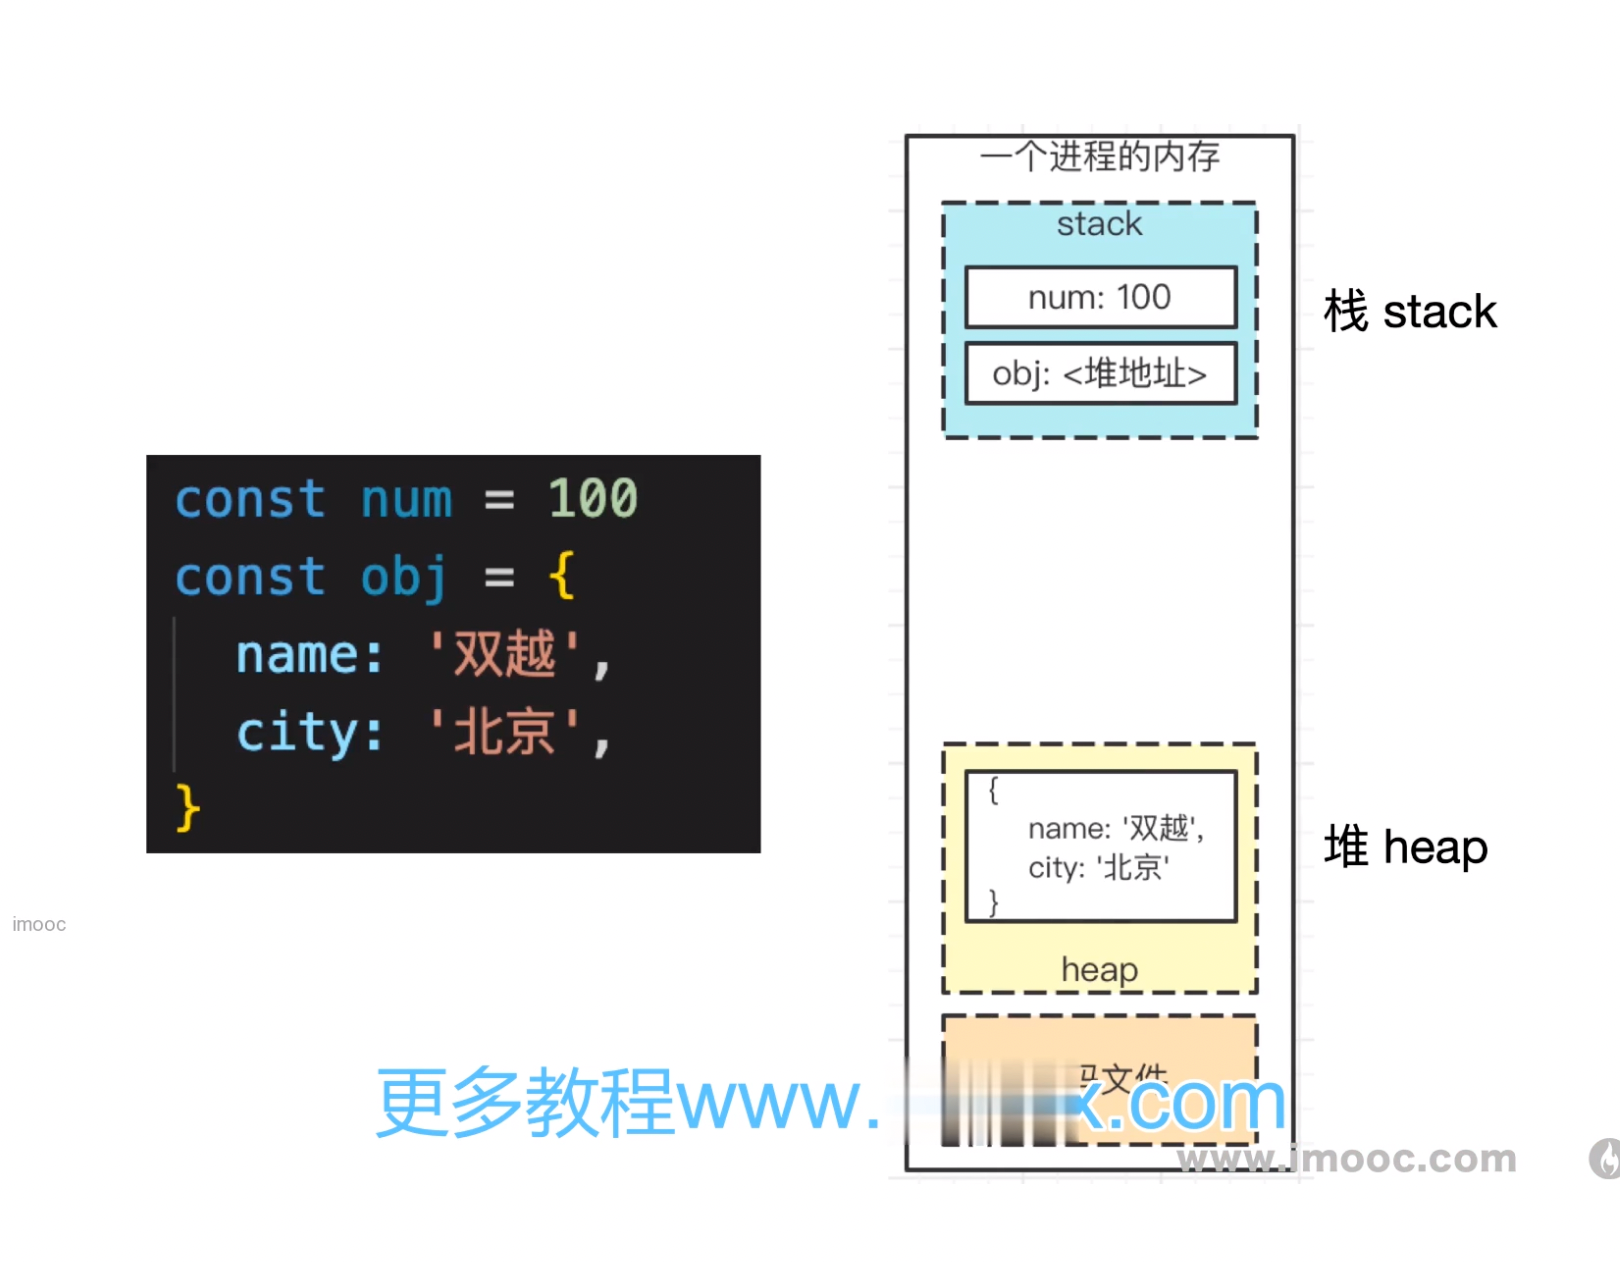 const num = 100
const obj = {
name: '双越',
city: '北京',
}
imooc
一个进程的内存
stack
num: 100
obj: <堆地址>
栈 stack
{
name: '双越',
city: '北京'
}
heap
堆 heap
文件
更多教程www.
x.com
www.imooc.com